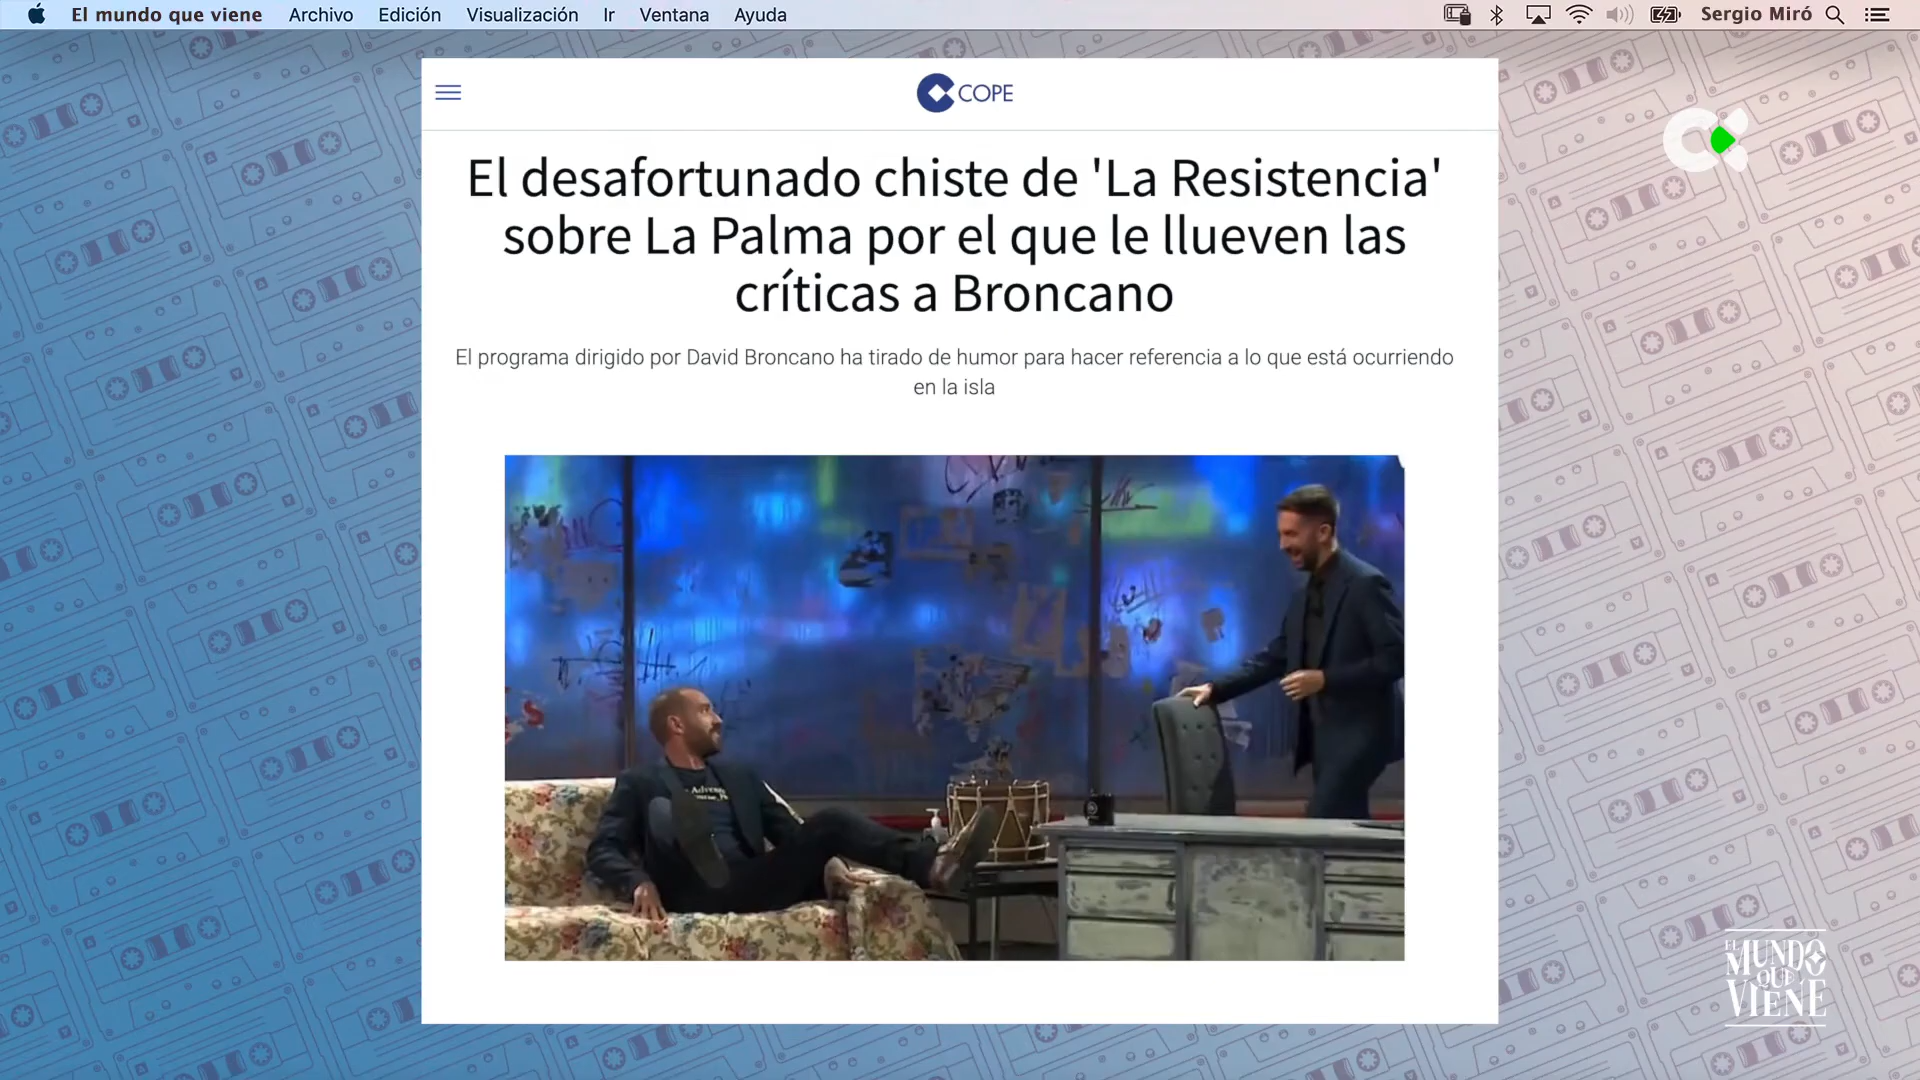 El mundo que viene Archivo Edición Visualización Ir Ventana Ayuda Sergio Miró
COPE
El desafortunado chiste de 'La Resistencia'
sobre La Palma por el que le llueven las
críticas a Broncano
El programa dirigido por David Broncano ha tirado de humor para hacer referencia a lo que está ocurriendo
en la isla
EL
MUNDO
QUE
VIENE